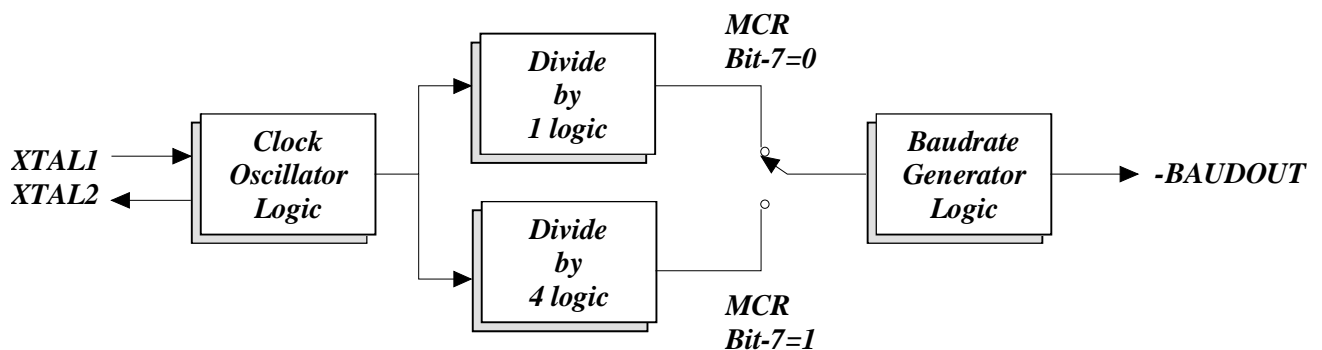 XTAL1
XTAL2
Clock
Oscillator
Logic
Divide
by
1 logic
MCR
Bit-7=0
Divide
by
4 logic
MCR
Bit-7=1
Baudrate
Generator
Logic
-BAUDOUT